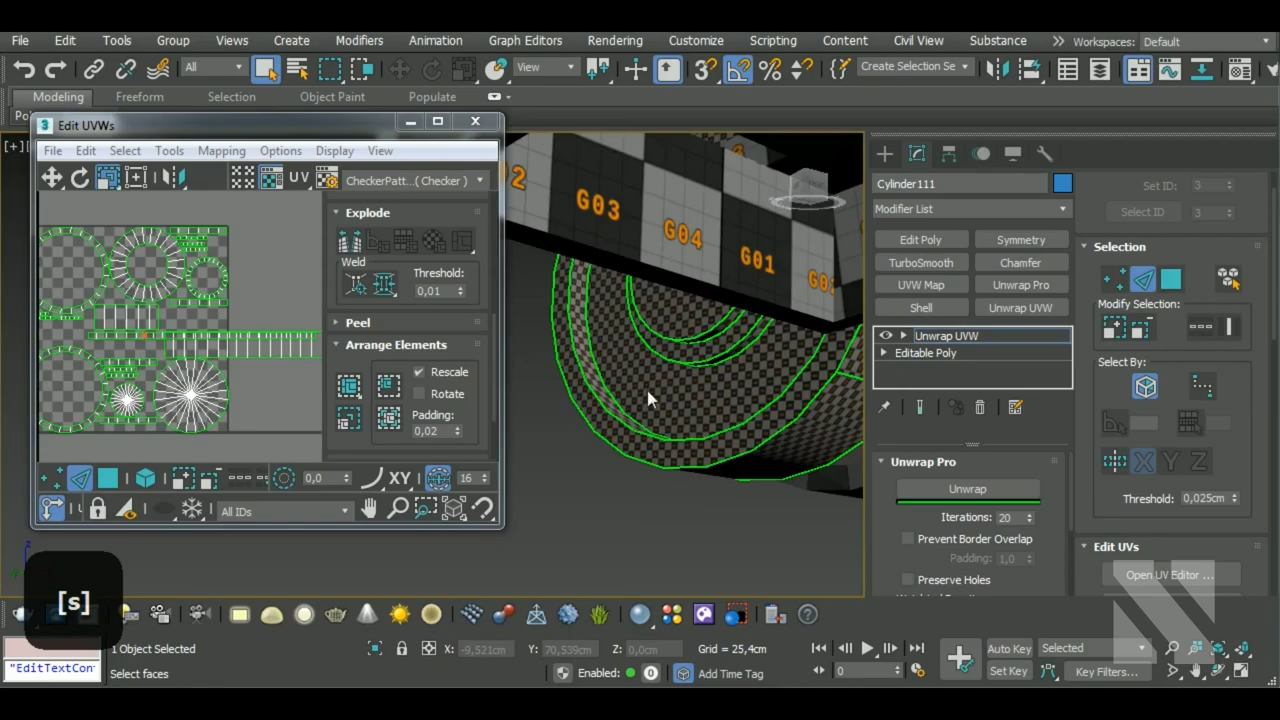 File Edit Tools Group Views Create Modifiers Animation Graph Editors Rendering Customize Scripting Content Civil View Substance Workspaces: Default
All View Create Selection Se
Modeling Freeform Selection Object Paint Populate
Edit UVWs
File Edit Select Tools Mapping Options Display View
UV CheckerPatt...( Checker )
Explode
Weld
Threshold:
0,01
Peel
Arrange Elements
Rescale
Rotate
Padding:
0,02
0,0 XY 16
All IDs
G03 G04 G01
Cylinder111
Modifier List
Edit Poly Symmetry
TurboSmooth Chamfer
UVW Map Unwrap Pro
Shell Unwrap UVW
Unwrap UVW
Editable Poly
Unwrap Pro
Unwrap
Iterations: 20
Prevent Border Overlap
Padding: 1,0
Preserve Holes
Set ID: 3
Select ID 3
Selection
Modify Selection:
Select By:
X Y Z
Threshold: 0,025cm
Edit UVs
Open UV Editor ...
[s]
"EditTextCon
1 Object Selected
Select faces
X: -9,521cm Y: 70,539cm Z: 0,0cm Grid = 25,4cm
Enabled: 0 Add Time Tag
0
Auto Key Selected
Set Key Key Filters...